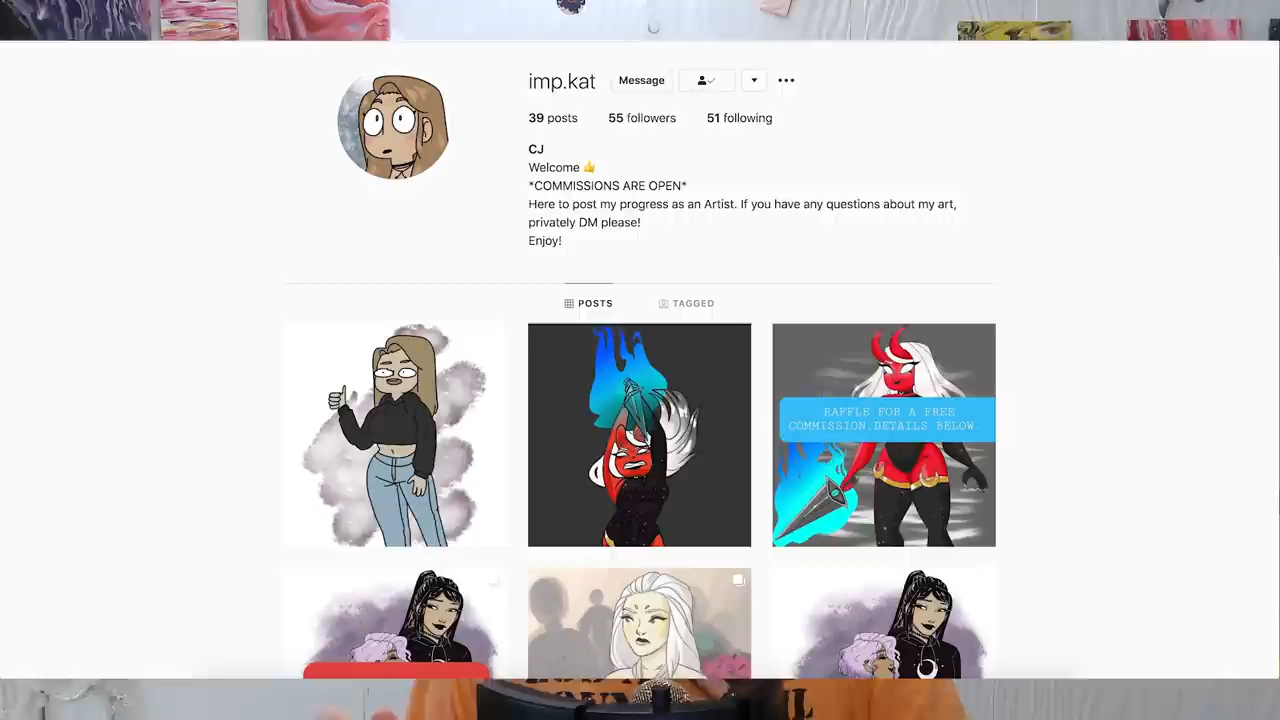 imp.kat Message
39 posts 55 followers 51 following
CJ
Welcome 👍
*COMMISSIONS ARE OPEN*
Here to post my progress as an Artist. If you have any questions about my art,
privately DM please!
Enjoy!
POSTS TAGGED
RAFFLE FOR A FREE
COMMISSION.DETAILS BELOW.